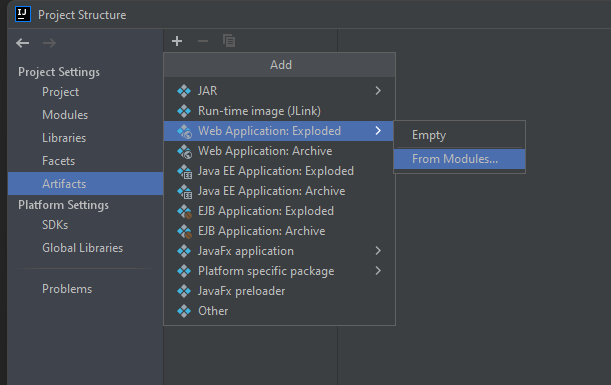 IJ
Project Structure
Project Settings
Project
Modules
Libraries
Facets
Artifacts
Platform Settings
SDKs
Global Libraries
Problems
Add
JAR
Run-time image (JLink)
Web Application: Exploded
Web Application: Archive
Java EE Application: Exploded
Java EE Application: Archive
EJB Application: Exploded
EJB Application: Archive
JavaFx application
Platform specific package
JavaFx preloader
Other
Empty
From Modules...